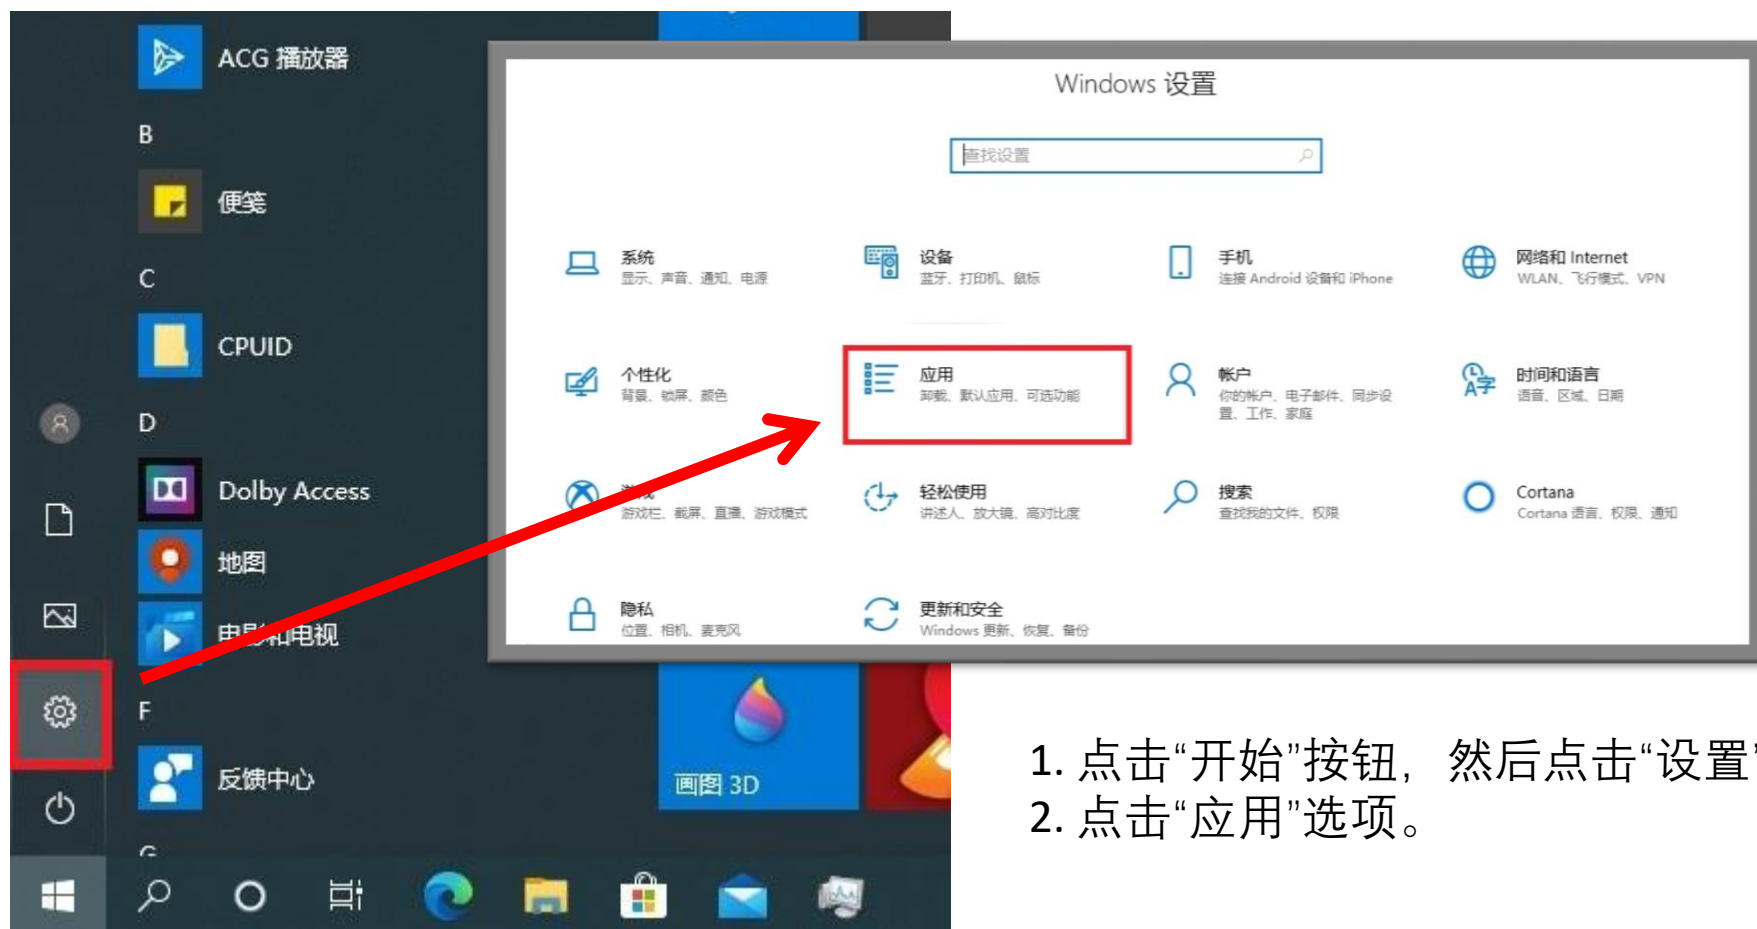 ACG 播放器
B
便笺
C
CPUID
D
Dolby Access
地图
电影和电视
F
反馈中心
G
画图 3D
Windows 设置
查找设置
系统
显示、声音、通知、电源
设备
蓝牙、打印机、鼠标
手机
连接 Android 设备和 iPhone
网络和 Internet
WLAN、飞行模式、VPN
个性化
背景、锁屏、颜色
应用
卸载、默认应用、可选功能
帐户
你的帐户、电子邮件、同步设
置、工作、家庭
时间和语言
语音、区域、日期
游戏
游戏栏、截屏、直播、游戏模式
轻松使用
讲述人、放大镜、高对比度
搜索
查找我的文件、权限
Cortana
Cortana 语言、权限、通知
隐私
位置、相机、麦克风
更新和安全
Windows 更新、恢复、备份
1. 点击“开始”按钮，然后点击“设置”
2. 点击“应用”选项。